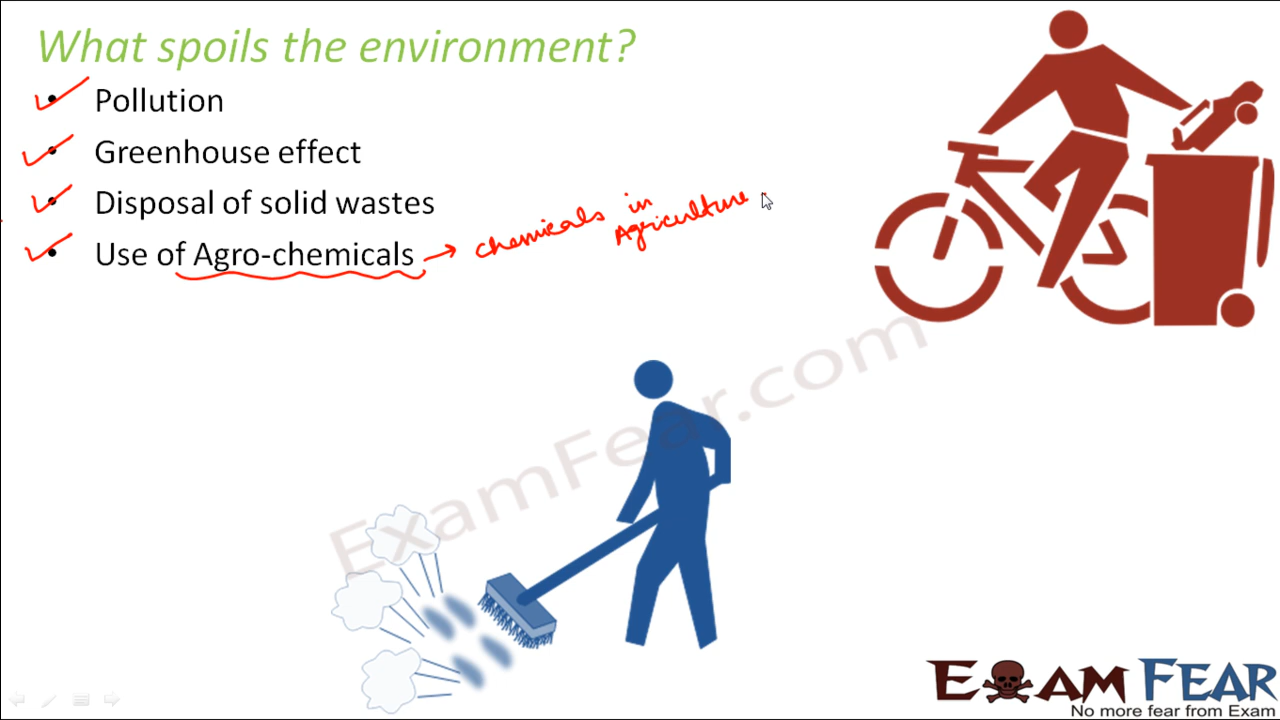 What spoils the environment?
• Pollution
• Greenhouse effect
• Disposal of solid wastes
• Use of Agro-chemicals → chemicals in
Agriculture
ExamFear.com
EXAM FEAR
No more fear from Exam